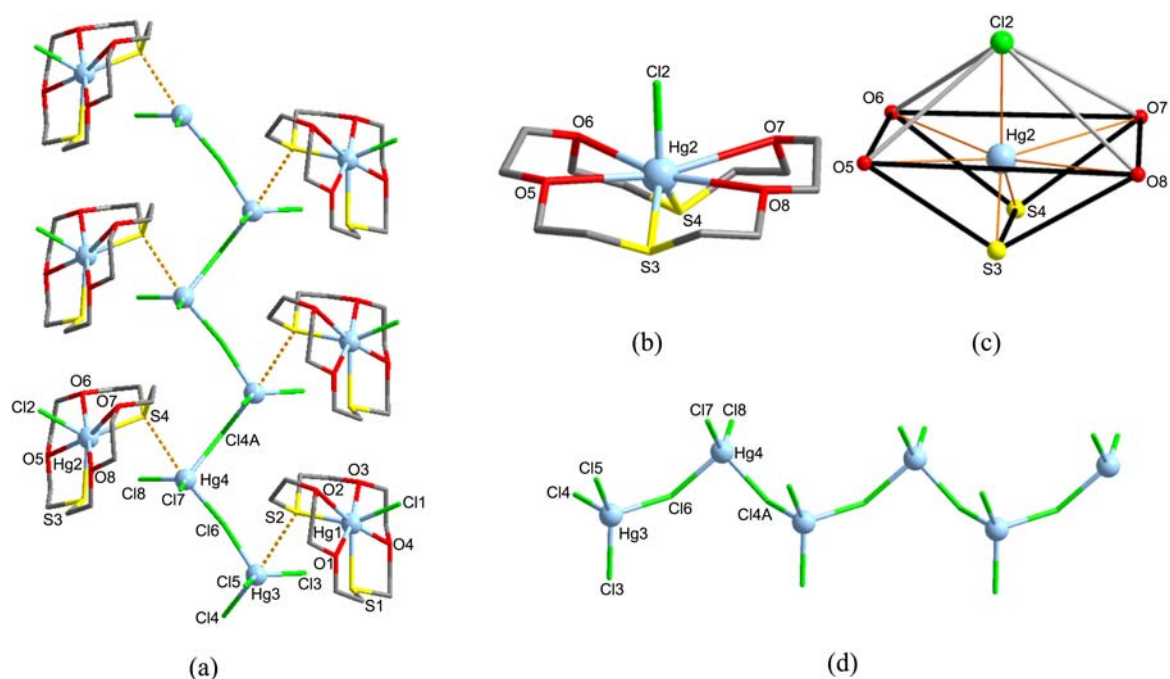 Cl2
O6
O7
S4
O5
Hg2
O8
S3
Cl8
Cl7
Hg4
Cl4A
Cl6
O3
O2
Cl1
S2
Hg1
O4
O1
Cl5
Cl3
Hg3
Cl4
S1
(a)
Cl2
O6
O7
Hg2
O5
O8
S4
S3
(b)
Cl2
O6
O7
Hg2
O5
O8
S4
S3
(c)
Cl7 Cl8
Hg4
Cl5
Cl4
Cl6
Cl4A
Hg3
Cl3
(d)